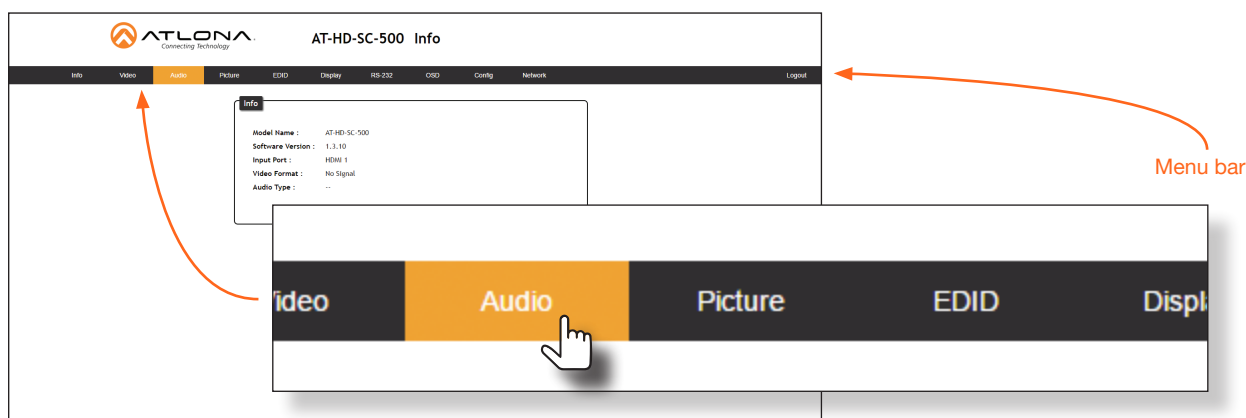 ATLONA.
Connecting Technology
AT-HD-SC-500 Info
Info Video Audio Picture EDID Display RS-232 OSD Config Network Logout
Info
Model Name : AT-HD-SC-500
Software Version : 1.3.10
Input Port : HDMI 1
Video Format : No Signal
Audio Type : --
Menu bar
ideo Audio Picture EDID Displ